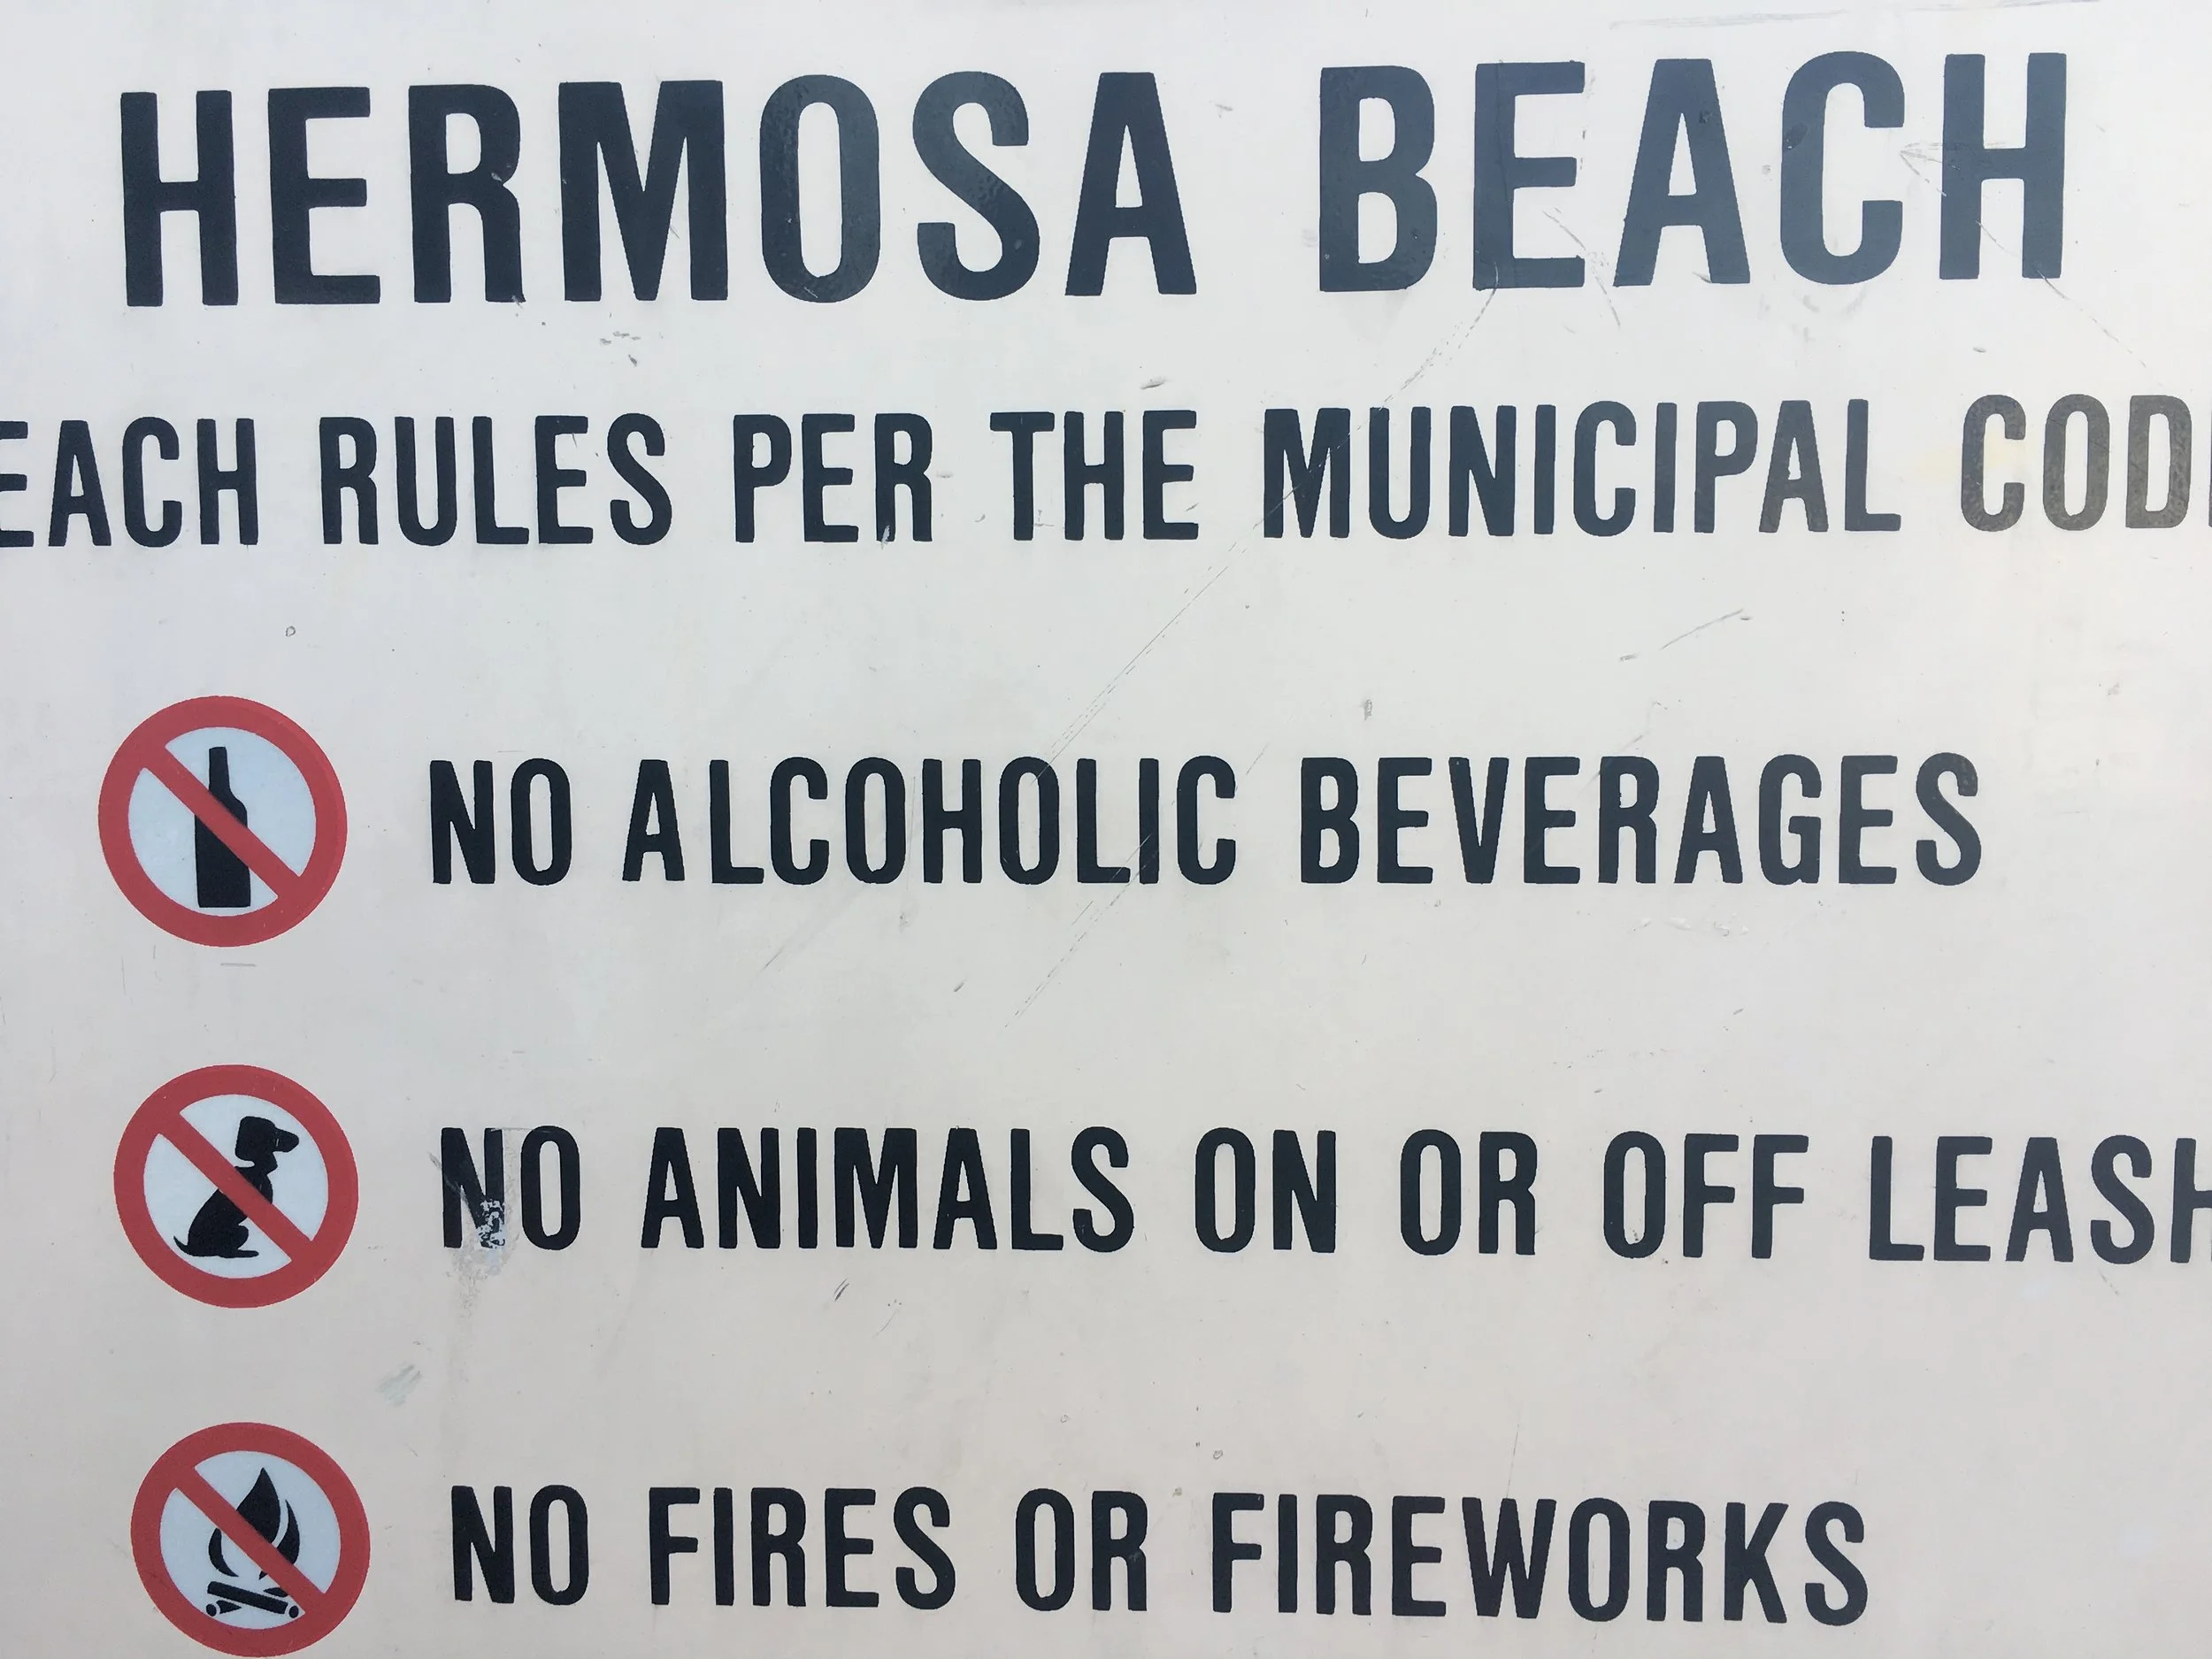 HERMOSA BEACH
EACH RULES PER THE MUNICIPAL COD
NO ALCOHOLIC BEVERAGES
NO ANIMALS ON OR OFF LEASH
NO FIRES OR FIREWORKS